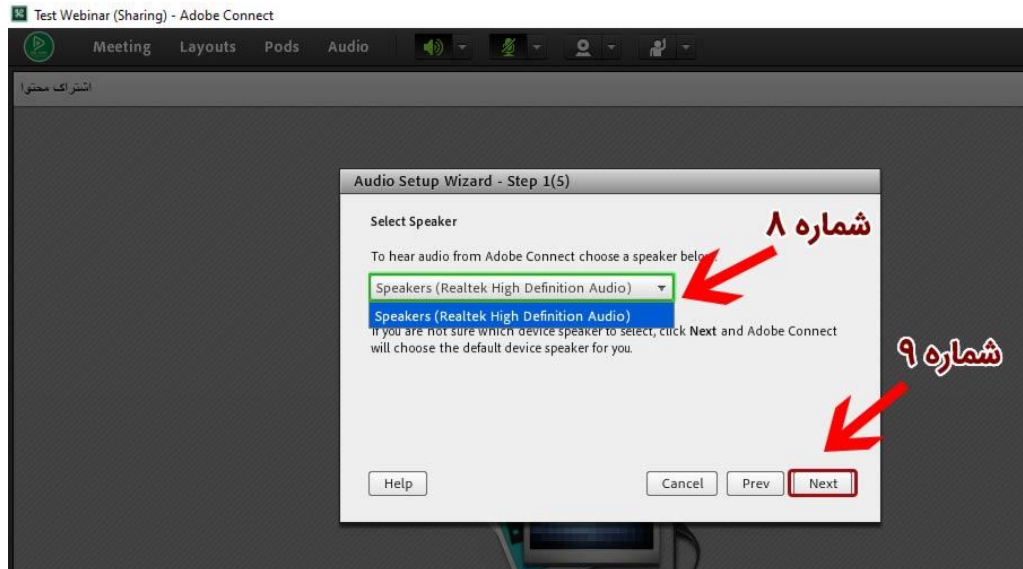 Test Webinar (Sharing) - Adobe Connect
Meeting Layouts Pods Audio
اشتراک محتوا
Audio Setup Wizard - Step 1(5)
Select Speaker
شماره ۸
To hear audio from Adobe Connect choose a speaker below.
Speakers (Realtek High Definition Audio)
Speakers (Realtek High Definition Audio)
If you are not sure which device speaker to select, click Next and Adobe Connect
will choose the default device speaker for you.
شماره ۹
Help Cancel Prev Next